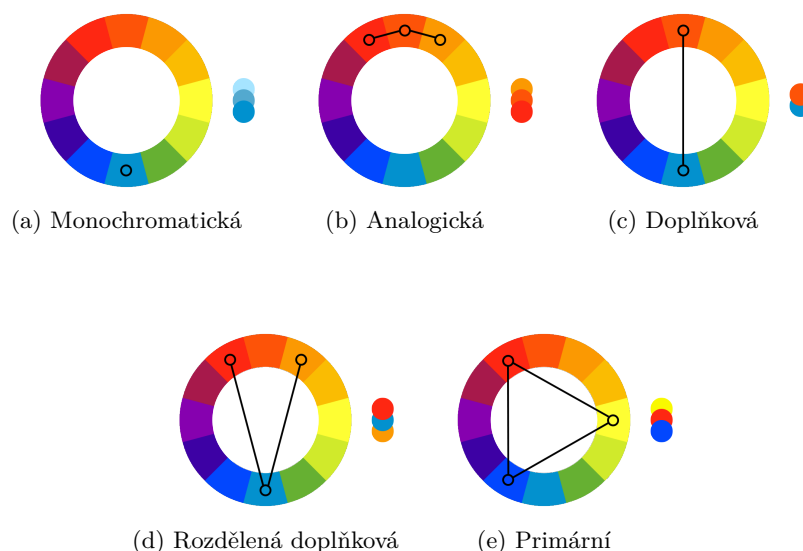 (a) Monochromatická
(b) Analogická
(c) Doplňková
(d) Rozdělená doplňková
(e) Primární